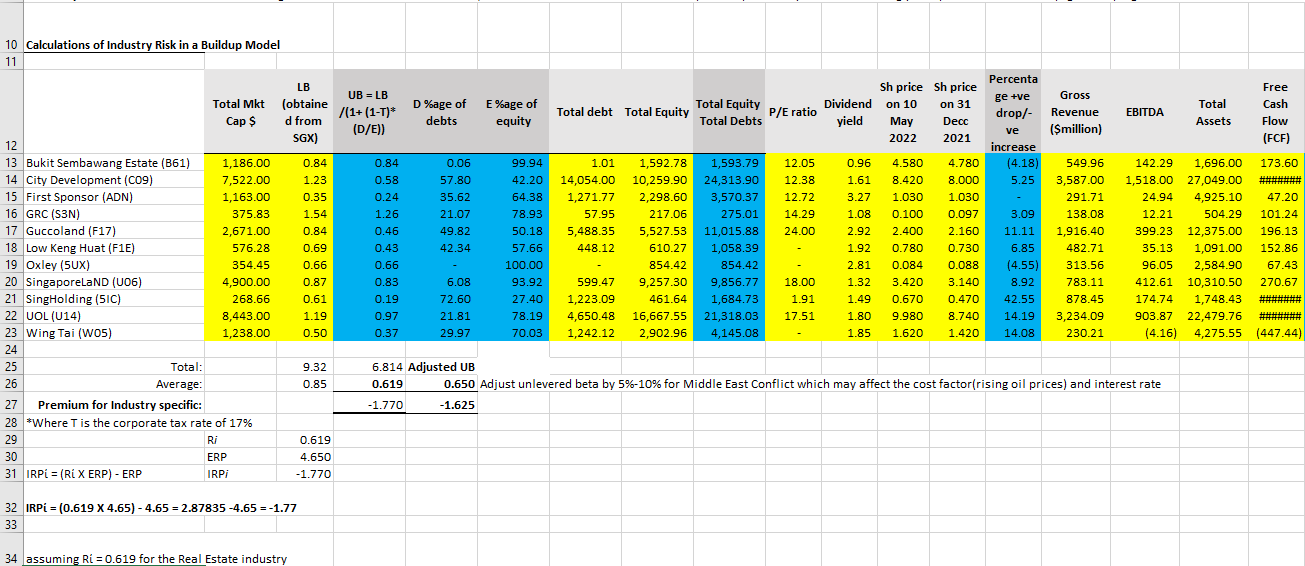 10 Calculations of Industry Risk in a Buildup Model
11
12 Total Mkt Cap $ LB (obtaine d from SGX) UB = LB /(1+ (1-T)* (D/E)) D %age of debts E %age of equity Total debt Total Equity Total Equity Total Debts P/E ratio Dividend yield Sh price on 10 May 2022 Sh price on 31 Decc 2021 Percenta ge +ve drop/- ve increase Gross Revenue ($million) EBITDA Total Assets Free Cash Flow (FCF)
13 Bukit Sembawang Estate (B61) 1,186.00 0.84 0.84 0.06 99.94 1.01 1,592.78 1,593.79 12.05 0.96 4.580 4.780 (4.18) 549.96 142.29 1,696.00 173.60
14 City Development (C09) 7,522.00 1.23 0.58 57.80 42.20 14,054.00 10,259.90 24,313.90 12.38 1.61 8.420 8.000 5.25 3,587.00 1,518.00 27,049.00 #######
15 First Sponsor (ADN) 1,163.00 0.35 0.24 35.62 64.38 1,271.77 2,298.60 3,570.37 12.72 3.27 1.030 1.030 - 291.71 24.94 4,925.10 47.20
16 GRC (S3N) 375.83 1.54 1.26 21.07 78.93 57.95 217.06 275.01 14.29 1.08 0.100 0.097 3.09 138.08 12.21 504.29 101.24
17 Guccoland (F17) 2,671.00 0.84 0.46 49.82 50.18 5,488.35 5,527.53 11,015.88 24.00 2.92 2.400 2.160 11.11 1,916.40 399.23 12,375.00 196.13
18 Low Keng Huat (F1E) 576.28 0.69 0.43 42.34 57.66 448.12 610.27 1,058.39 - 1.92 0.780 0.730 6.85 482.71 35.13 1,091.00 152.86
19 Oxley (5UX) 354.45 0.66 0.66 - 100.00 - 854.42 854.42 - 2.81 0.084 0.088 (4.55) 313.56 96.05 2,584.90 67.43
20 SingaporeLaND (U06) 4,900.00 0.87 0.83 6.08 93.92 599.47 9,257.30 9,856.77 18.00 1.32 3.420 3.140 8.92 783.11 412.61 10,310.50 270.67
21 SingHolding (5IC) 268.66 0.61 0.19 72.60 27.40 1,223.09 461.64 1,684.73 1.91 1.49 0.670 0.470 42.55 878.45 174.74 1,748.43 #######
22 UOL (U14) 8,443.00 1.19 0.97 21.81 78.19 4,650.48 16,667.55 21,318.03 17.51 1.80 9.980 8.740 14.19 3,234.09 903.87 22,479.76 #######
23 Wing Tai (W05) 1,238.00 0.50 0.37 29.97 70.03 1,242.12 2,902.96 4,145.08 - 1.85 1.620 1.420 14.08 230.21 (4.16) 4,275.55 (447.44)
24
25 Total: 9.32 6.814 Adjusted UB
26 Average: 0.85 0.619 0.650 Adjust unlevered beta by 5%-10% for Middle East Conflict which may affect the cost factor(rising oil prices) and interest rate
27 Premium for Industry specific: -1.770 -1.625
28 *Where T is the corporate tax rate of 17%
29 Ri 0.619
30 ERP 4.650
31 IRPí = (Rí X ERP) - ERP IRPi -1.770
32 IRPí = (0.619 X 4.65) - 4.65 = 2.87835 -4.65 = -1.77
33
34 assuming Rí = 0.619 for the Real Estate industry